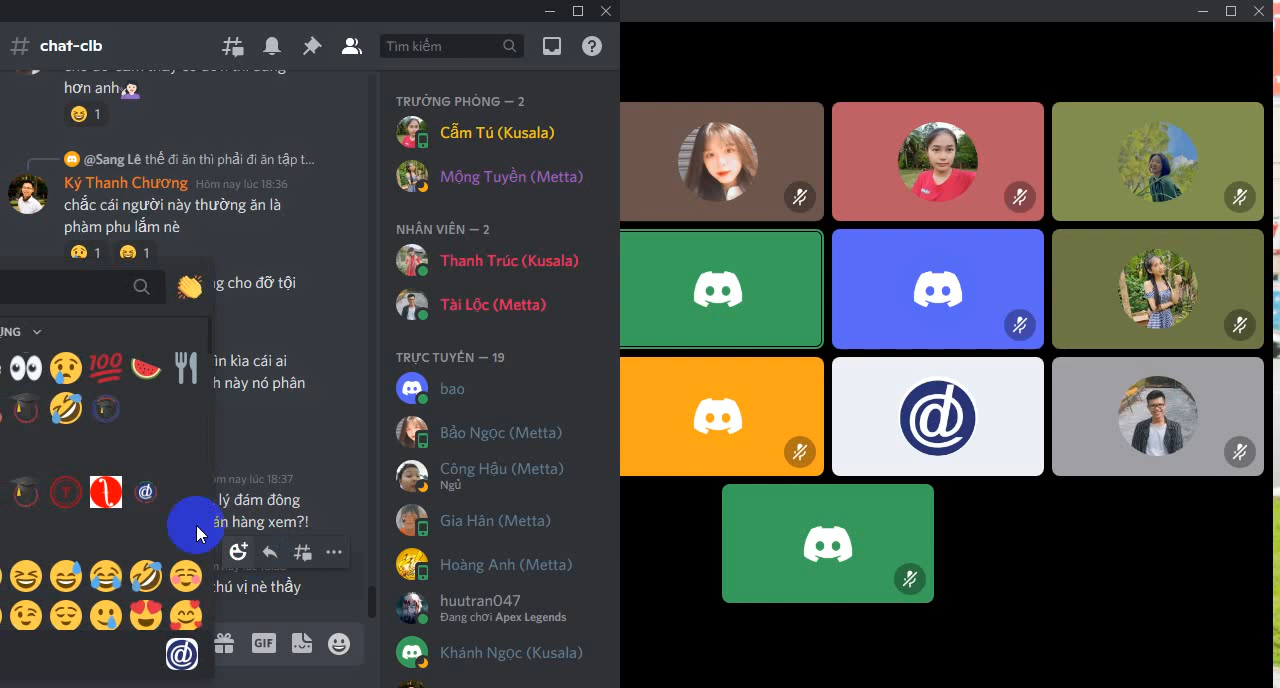 chat-clb
Tìm kiếm
hơn anh
1
@Sang Lê thế đi ăn thì phải đi ăn tập t...
Ký Thanh Chương Hôm nay lúc 18:36
chắc cái người này thường ăn là
phàm phu lắm nè
1 1
cho đỡ tội
kìa cái ai
này nó phân
nay lúc 18:37
lý đám đông
hàng xem?!
thú vị nè thầy
GIF
TRƯỞNG PHÒNG — 2
Cẩm Tú (Kusala)
Mộng Tuyền (Metta)
NHÂN VIÊN — 2
Thanh Trúc (Kusala)
Tài Lộc (Metta)
TRỰC TUYẾN — 19
bao
Bảo Ngọc (Metta)
Công Hậu (Metta)
Ngủ
Gia Hân (Metta)
Hoàng Anh (Metta)
huutran047
Đang chơi Apex Legends
Khánh Ngọc (Kusala)